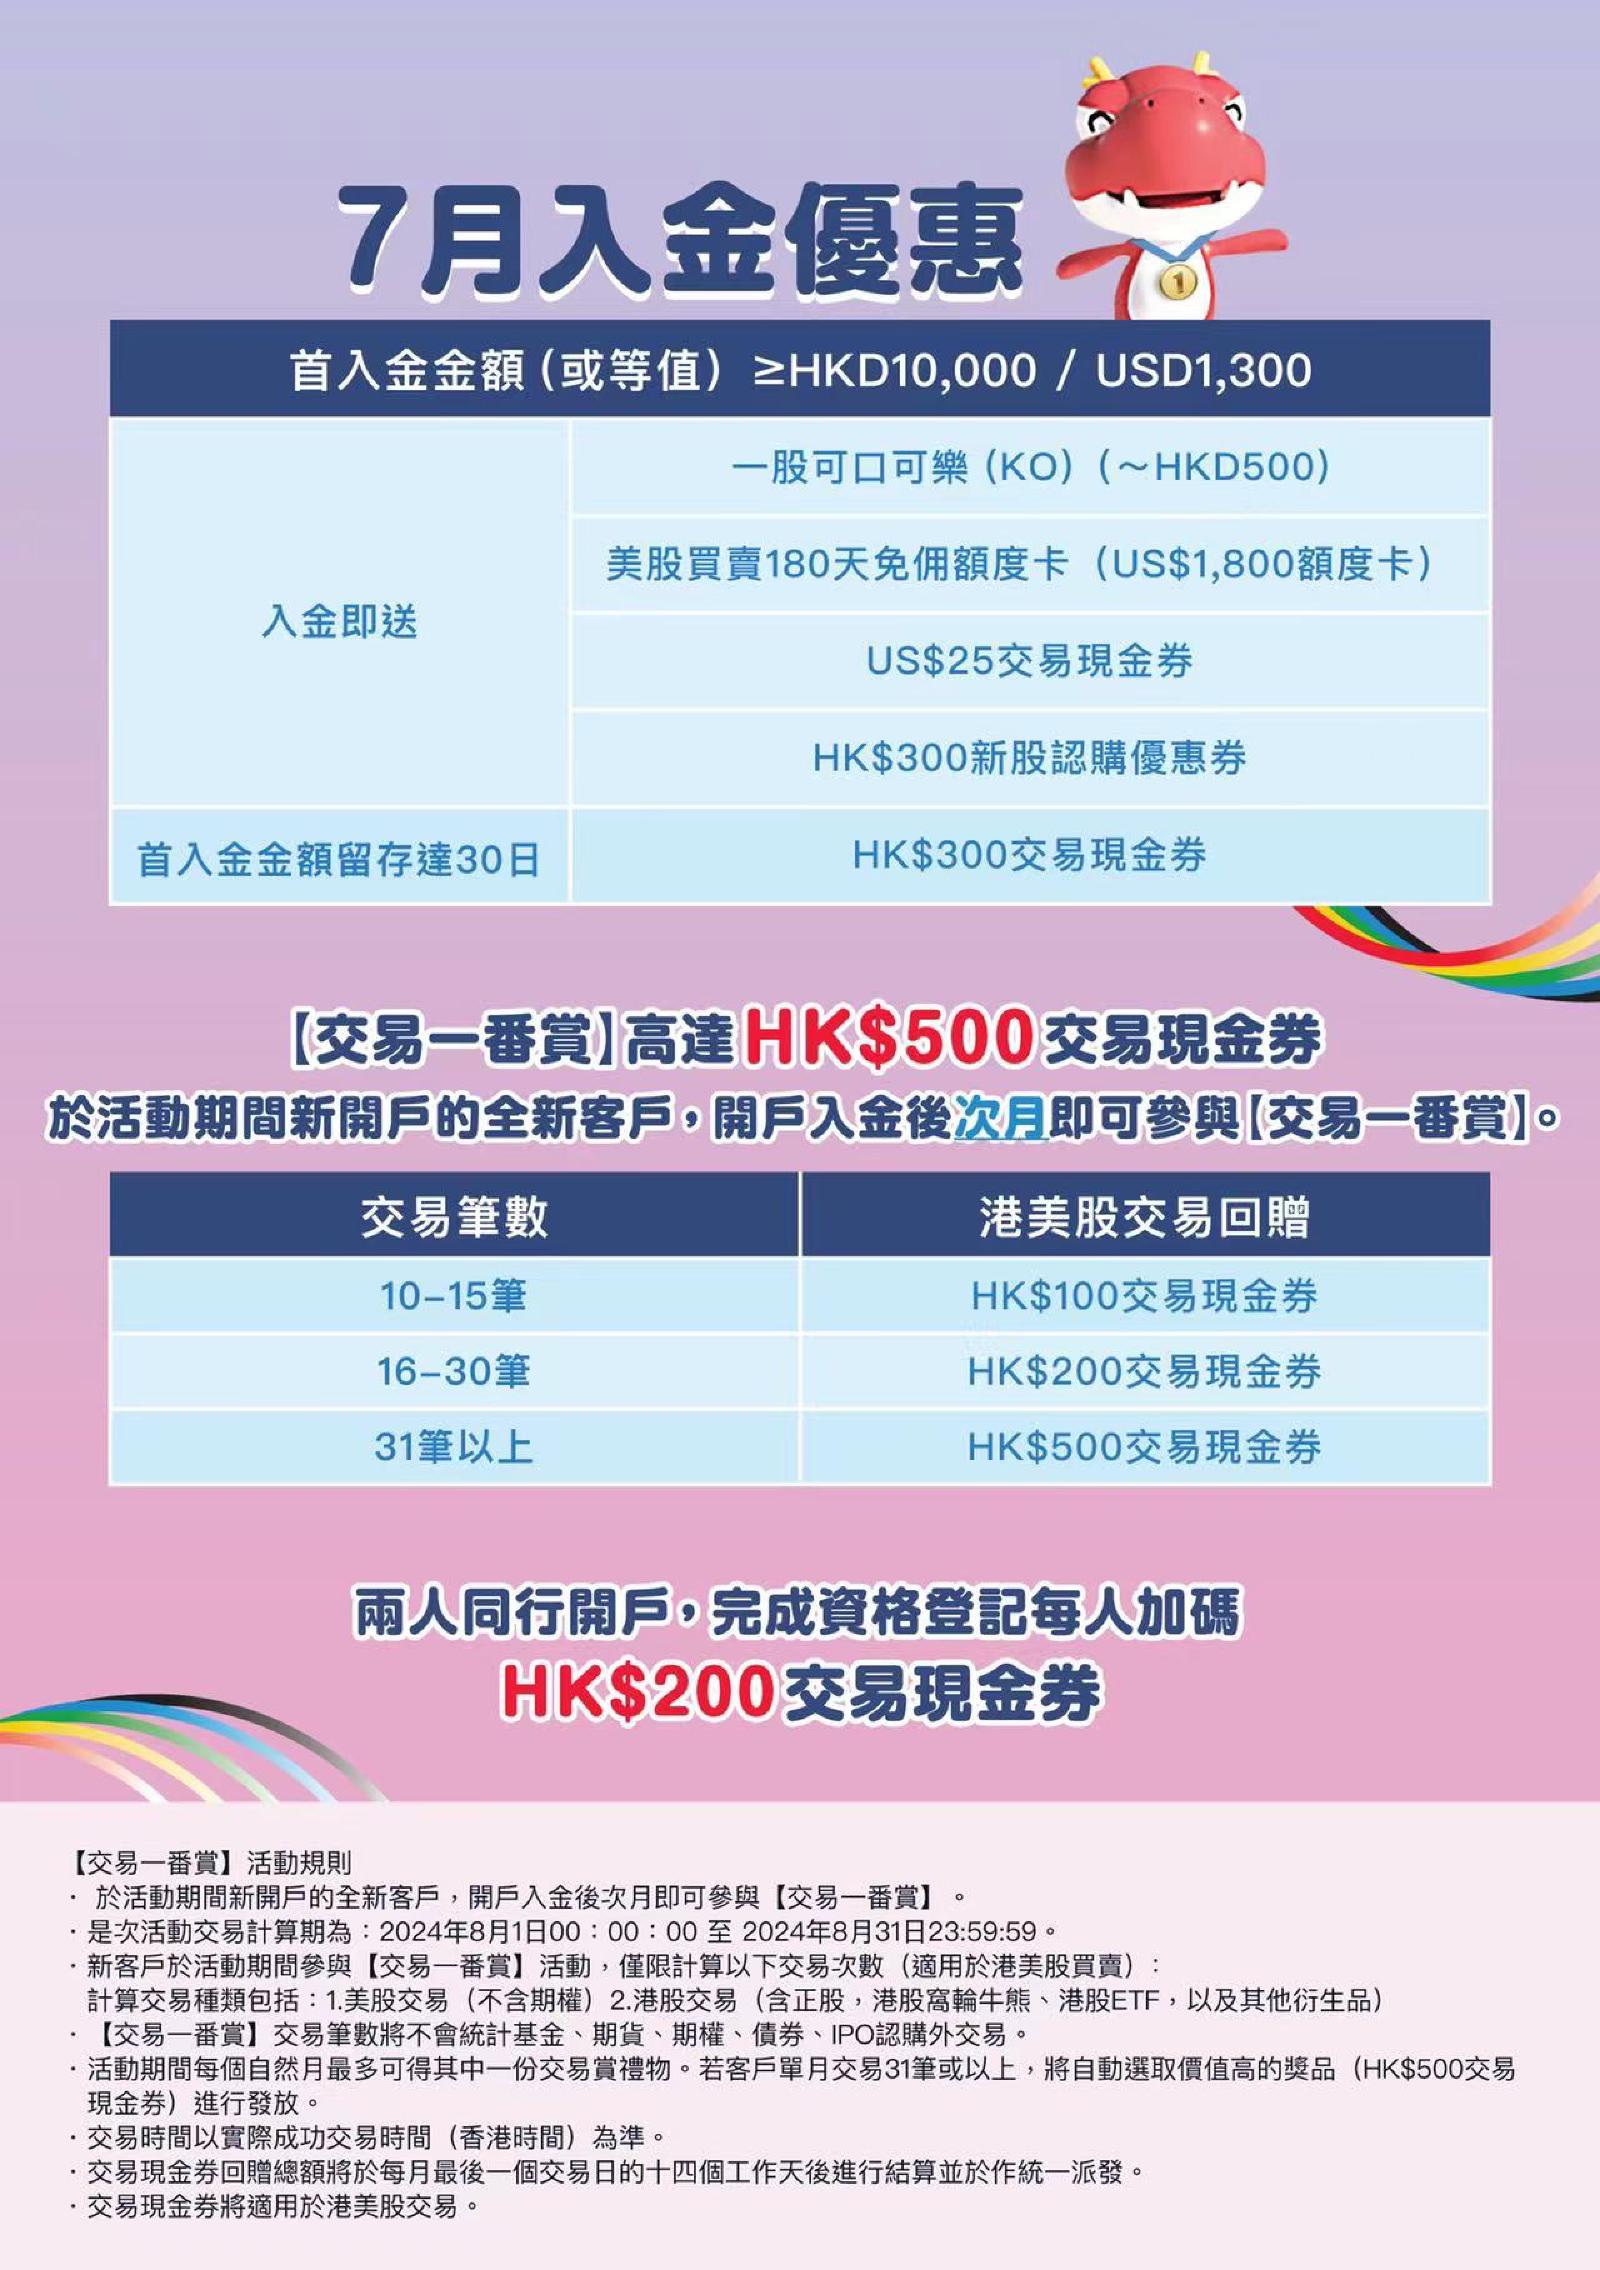 7月入金優惠
1
首入金金額（或等值）≥HKD10,000 / USD1,300
一股可口可樂 (KO)（～HKD500）
美股買賣180天免佣額度卡（US$1,800額度卡）
入金即送
US$25交易現金券
HK$300新股認購優惠券
首入金金額留存達30日
HK$300交易現金券
【交易一番賞】高達HK$500交易現金券
於活動期間新開戶的全新客戶，開戶入金後次月即可參與【交易一番賞】。
交易筆數
港美股交易回贈
10–15筆
HK$100交易現金券
16–30筆
HK$200交易現金券
31筆以上
HK$500交易現金券
兩人同行開戶，完成資格登記每人加碼
HK$200交易現金券
【交易一番賞】活動規則
· 於活動期間新開戶的全新客戶，開戶入金後次月即可參與【交易一番賞】。
· 是次活動交易計算期為：2024年8月1日00：00：00 至 2024年8月31日23:59:59。
· 新客戶於活動期間參與【交易一番賞】活動，僅限計算以下交易次數（適用於港美股買賣）：
計算交易種類包括：1.美股交易（不含期權）2.港股交易（含正股，港股窩輪牛熊、港股ETF，以及其他衍生品）
· 【交易一番賞】交易筆數將不會統計基金、期貨、期權、債券、IPO認購外交易。
· 活動期間每個自然月最多可得其中一份交易賞禮物。若客戶單月交易31筆或以上，將自動選取價值高的獎品（HK$500交易
現金券）進行發放。
· 交易時間以實際成功交易時間（香港時間）為準。
· 交易現金券回贈總額將於每月最後一個交易日的十四個工作天後進行結算並於作統一派發。
· 交易現金券將適用於港美股交易。